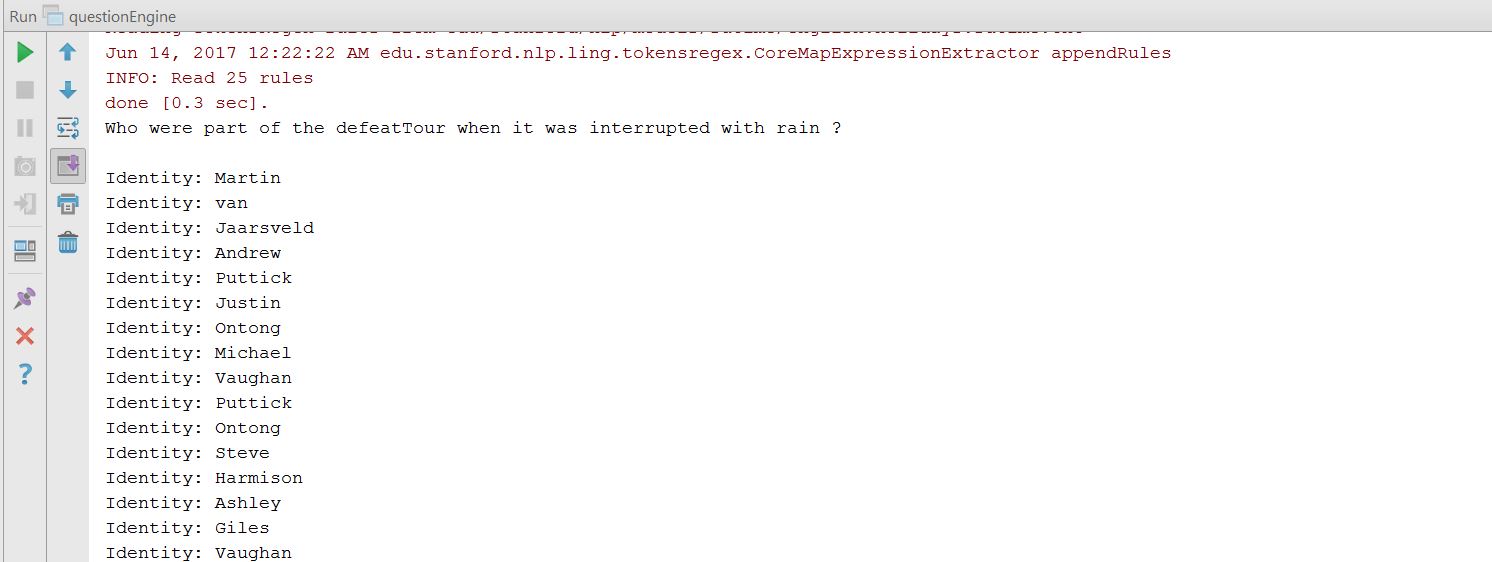 Run questionEngine
Jun 14, 2017 12:22:22 AM edu.stanford.nlp.ling.tokensregex.CoreMapExpressionExtractor appendRules
INFO: Read 25 rules
done [0.3 sec].
Who were part of the defeatTour when it was interrupted with rain ?
Identity: Martin
Identity: van
Identity: Jaarsveld
Identity: Andrew
Identity: Puttick
Identity: Justin
Identity: Ontong
Identity: Michael
Identity: Vaughan
Identity: Puttick
Identity: Ontong
Identity: Steve
Identity: Harmison
Identity: Ashley
Identity: Giles
Identity: Vaughan